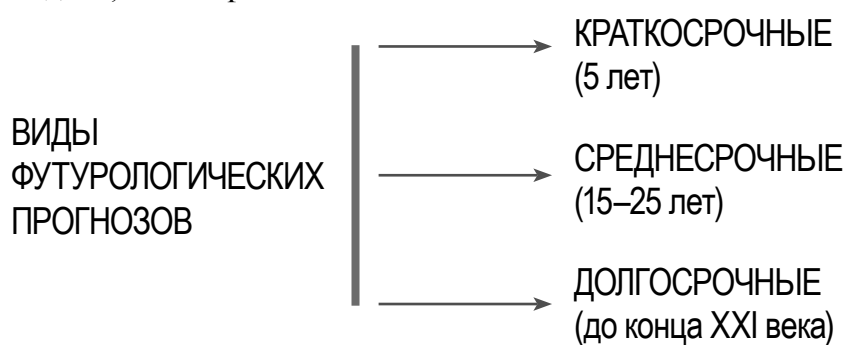 ВИДЫ
ФУТУРОЛОГИЧЕСКИХ
ПРОГНОЗОВ
КРАТКОСРОЧНЫЕ
(5 лет)
СРЕДНЕСРОЧНЫЕ
(15–25 лет)
ДОЛГОСРОЧНЫЕ
(до конца XXI века)